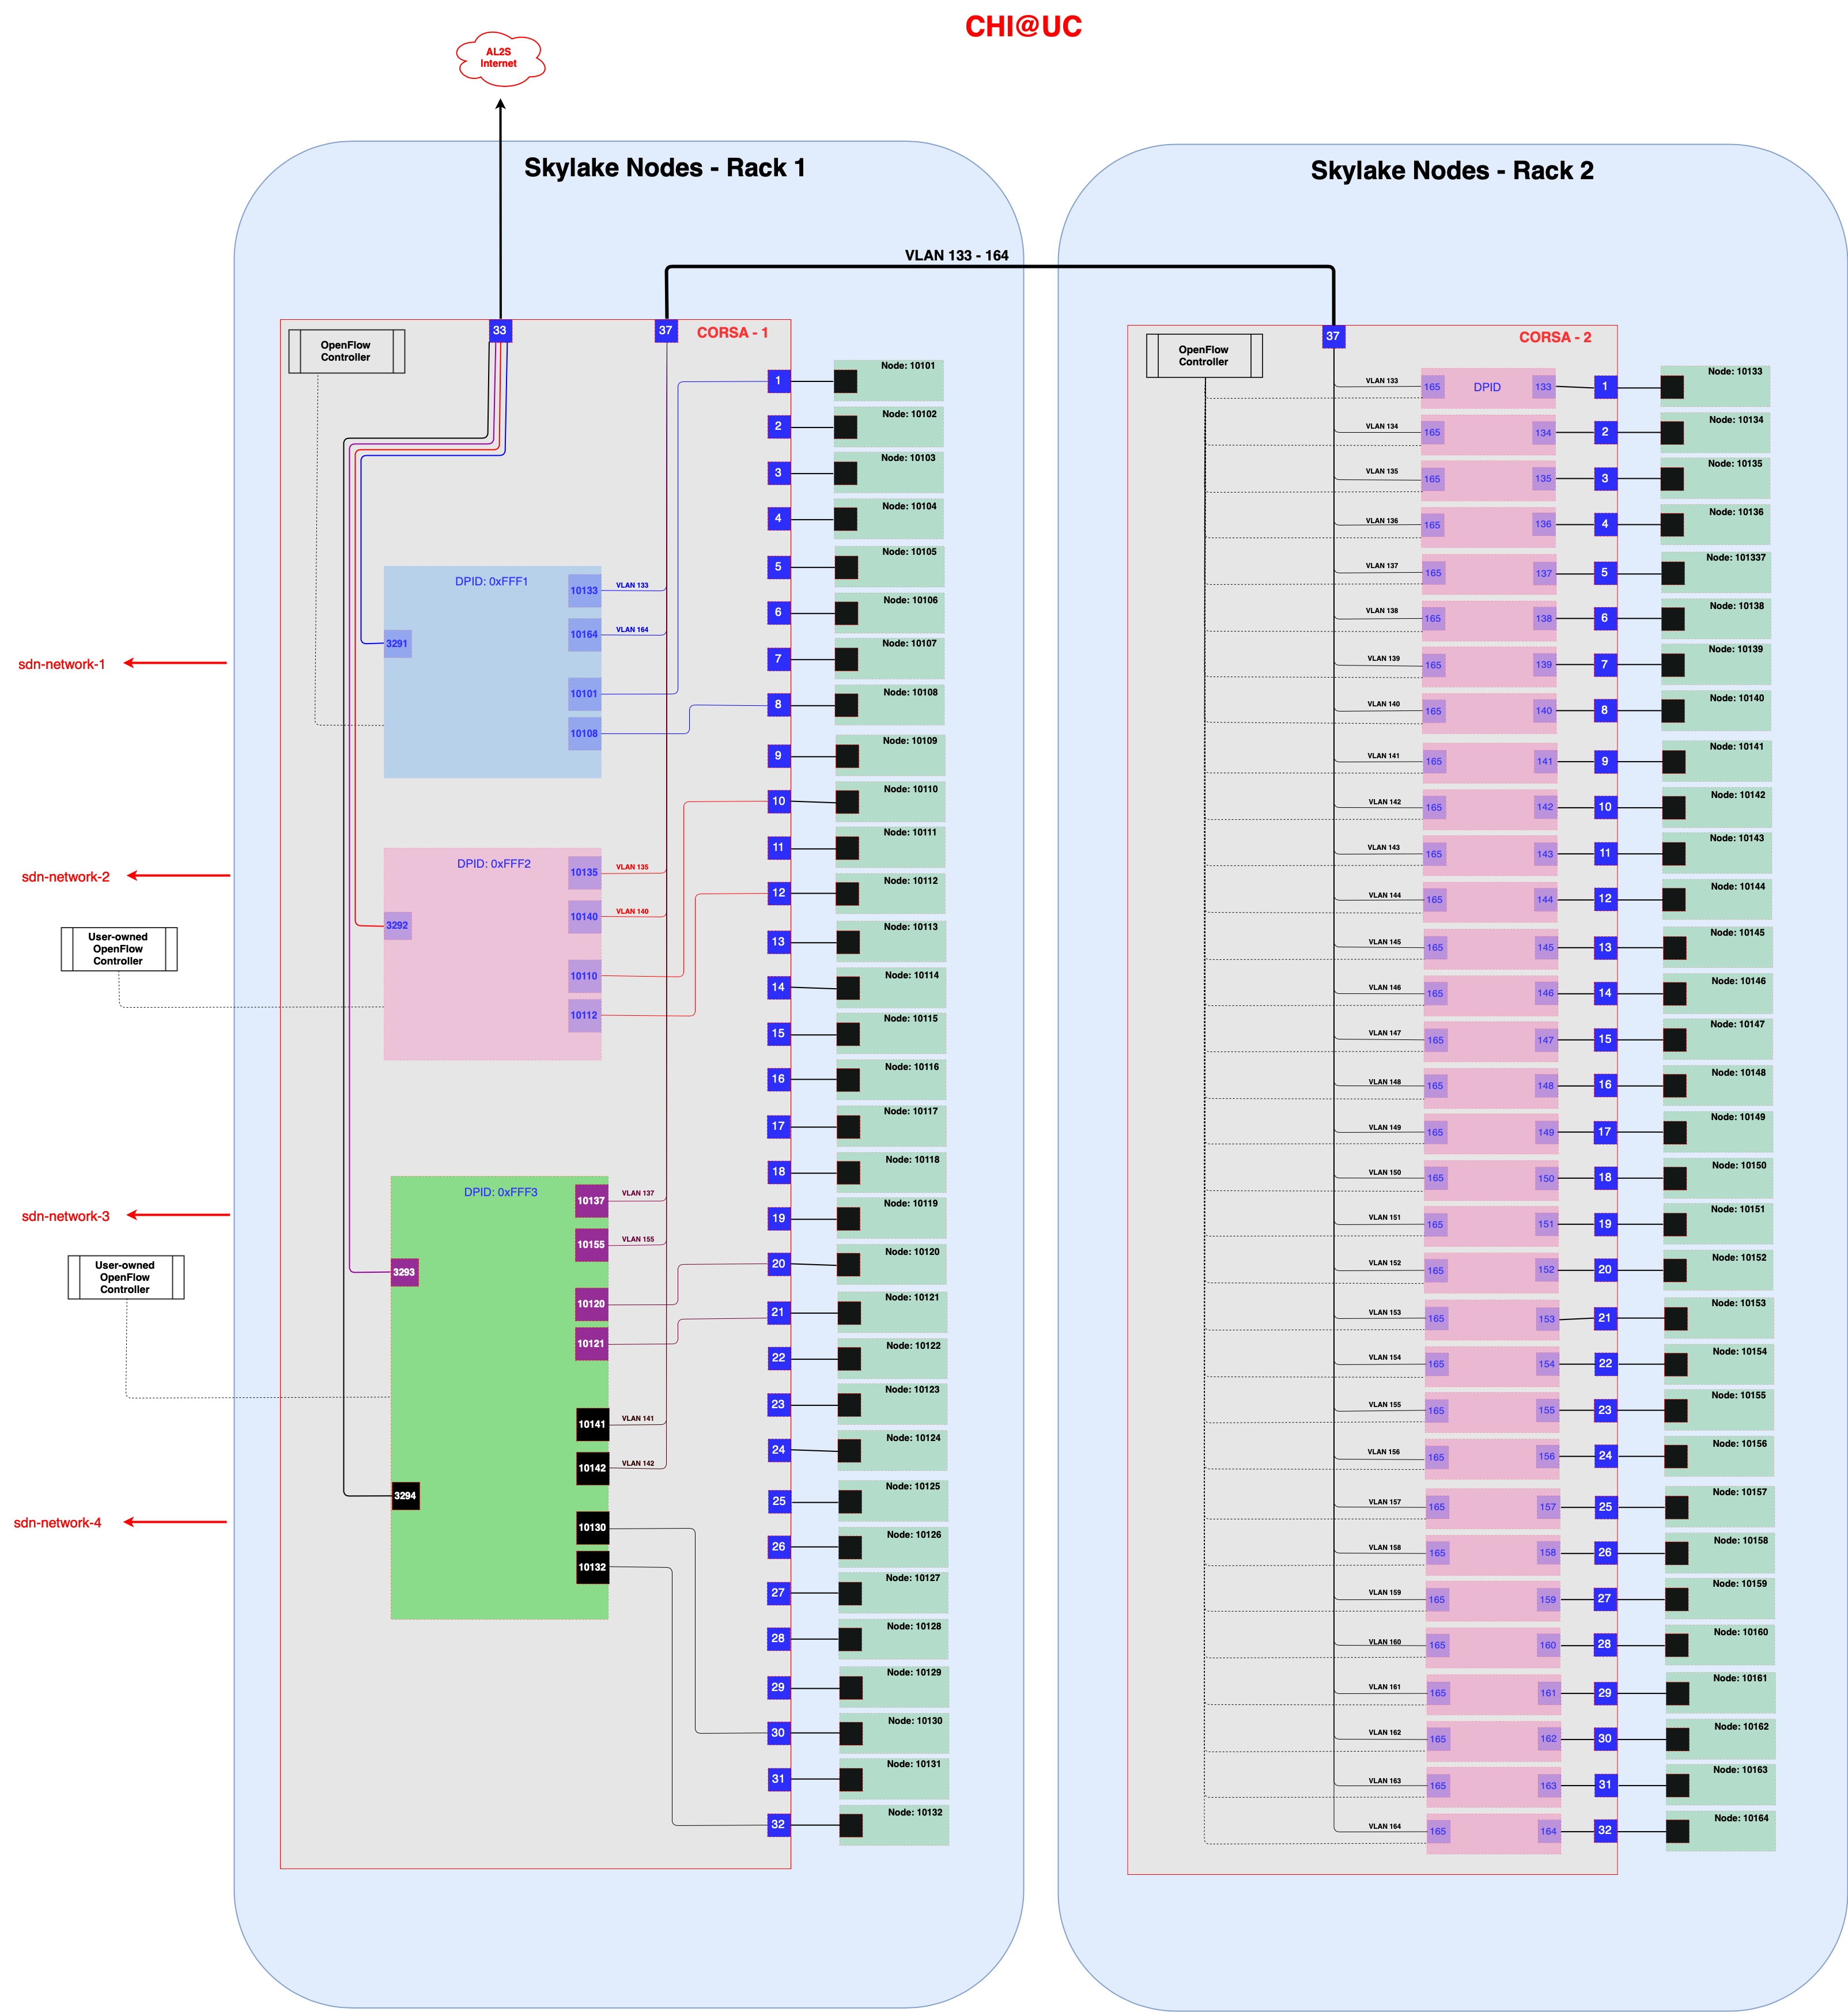 CHI@UC
AL2S
Internet
Skylake Nodes - Rack 1
VLAN 133 - 164
33
37
CORSA - 1
OpenFlow
Controller
DPID: 0xFFF1
3291
10133
VLAN 133
10164
VLAN 164
10101
10108
sdn-network-1
DPID: 0xFFF2
3292
10135
VLAN 135
10140
VLAN 140
10110
10112
sdn-network-2
User-owned
OpenFlow
Controller
DPID: 0xFFF3
3293
10137
VLAN 137
10155
VLAN 155
10120
10121
sdn-network-3
User-owned
OpenFlow
Controller
10141
VLAN 141
10142
VLAN 142
3294
10130
10132
sdn-network-4
1 Node: 10101
2 Node: 10102
3 Node: 10103
4 Node: 10104
5 Node: 10105
6 Node: 10106
7 Node: 10107
8 Node: 10108
9 Node: 10109
10 Node: 10110
11 Node: 10111
12 Node: 10112
13 Node: 10113
14 Node: 10114
15 Node: 10115
16 Node: 10116
17 Node: 10117
18 Node: 10118
19 Node: 10119
20 Node: 10120
21 Node: 10121
22 Node: 10122
23 Node: 10123
24 Node: 10124
25 Node: 10125
26 Node: 10126
27 Node: 10127
28 Node: 10128
29 Node: 10129
30 Node: 10130
31 Node: 10131
32 Node: 10132
Skylake Nodes - Rack 2
37
CORSA - 2
OpenFlow
Controller
VLAN 133 165 DPID 133 1 Node: 10133
VLAN 134 165 134 2 Node: 10134
VLAN 135 165 135 3 Node: 10135
VLAN 136 165 136 4 Node: 10136
VLAN 137 165 137 5 Node: 101337
VLAN 138 165 138 6 Node: 10138
VLAN 139 165 139 7 Node: 10139
VLAN 140 165 140 8 Node: 10140
VLAN 141 165 141 9 Node: 10141
VLAN 142 165 142 10 Node: 10142
VLAN 143 165 143 11 Node: 10143
VLAN 144 165 144 12 Node: 10144
VLAN 145 165 145 13 Node: 10145
VLAN 146 165 146 14 Node: 10146
VLAN 147 165 147 15 Node: 10147
VLAN 148 165 148 16 Node: 10148
VLAN 149 165 149 17 Node: 10149
VLAN 150 165 150 18 Node: 10150
VLAN 151 165 151 19 Node: 10151
VLAN 152 165 152 20 Node: 10152
VLAN 153 165 153 21 Node: 10153
VLAN 154 165 154 22 Node: 10154
VLAN 155 165 155 23 Node: 10155
VLAN 156 165 156 24 Node: 10156
VLAN 157 165 157 25 Node: 10157
VLAN 158 165 158 26 Node: 10158
VLAN 159 165 159 27 Node: 10159
VLAN 160 165 160 28 Node: 10160
VLAN 161 165 161 29 Node: 10161
VLAN 162 165 162 30 Node: 10162
VLAN 163 165 163 31 Node: 10163
VLAN 164 165 164 32 Node: 10164